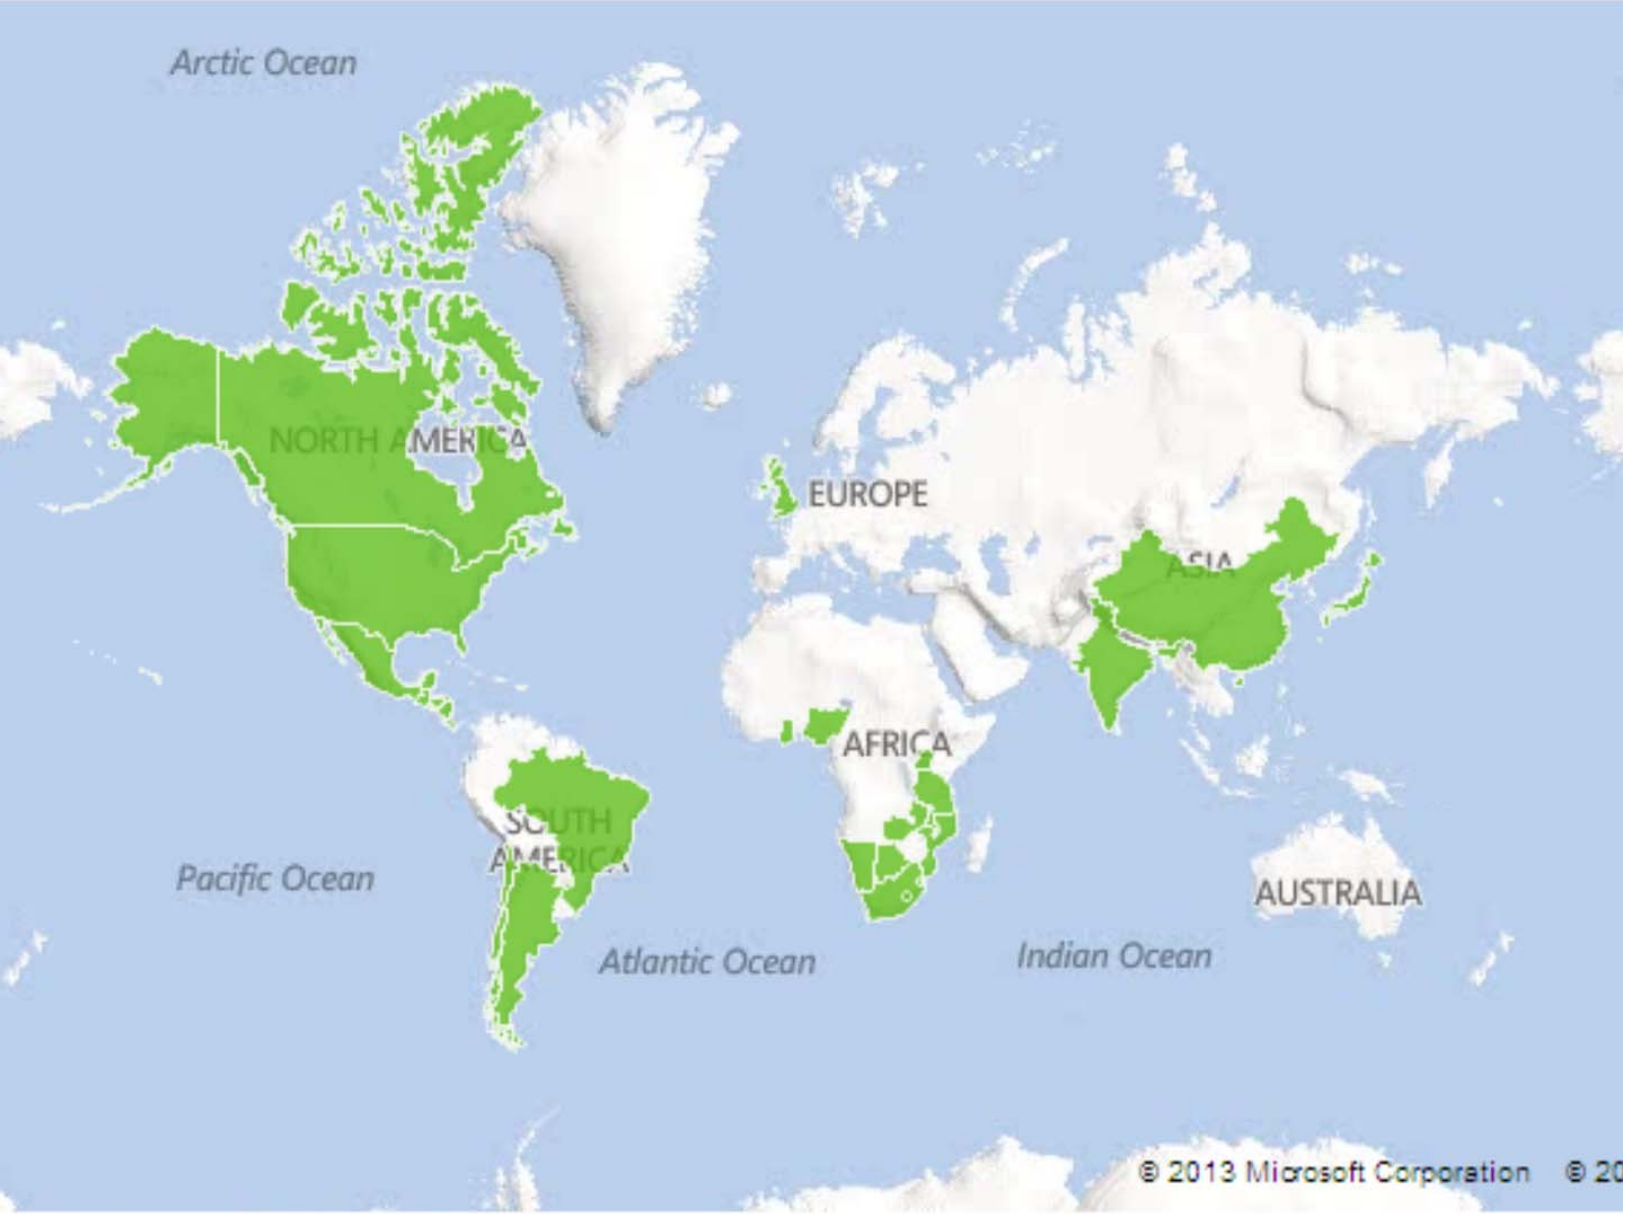 Arctic Ocean
NORTH AMERICA
EUROPE
ASIA
AFRICA
SOUTH
AMERICA
Pacific Ocean
AUSTRALIA
Atlantic Ocean
Indian Ocean
© 2013 Microsoft Corporation © 20